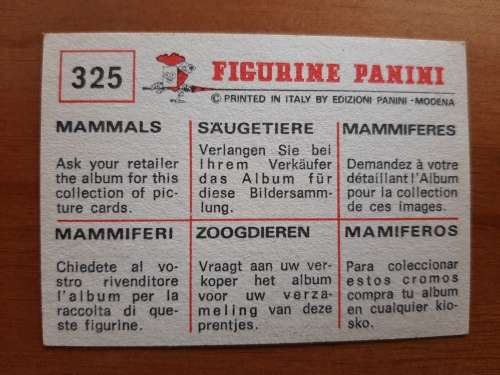 325
FIGURINE PANINI
© PRINTED IN ITALY BY EDIZIONI PANINI - MODENA
MAMMALS
Ask your retailer
the album for this
collection of pic-
ture cards.
SÄUGETIERE
Verlangen Sie bei
Ihrem Verkäufer
das Album für
diese Bildersamm-
lung.
MAMMIFERES
Demandez à votre
détaillant l'Album
pour la collection
de ces images.
MAMMIFERI
Chiedete al vo-
stro rivenditore
l'album per la
raccolta di que-
ste figurine.
ZOOGDIEREN
Vraagt aan uw ver-
koper het album
voor uw verza-
meling van deze
prentjes.
MAMIFEROS
Para coleccionar
estos cromos
compra tu album
en cualquier kio-
sko.